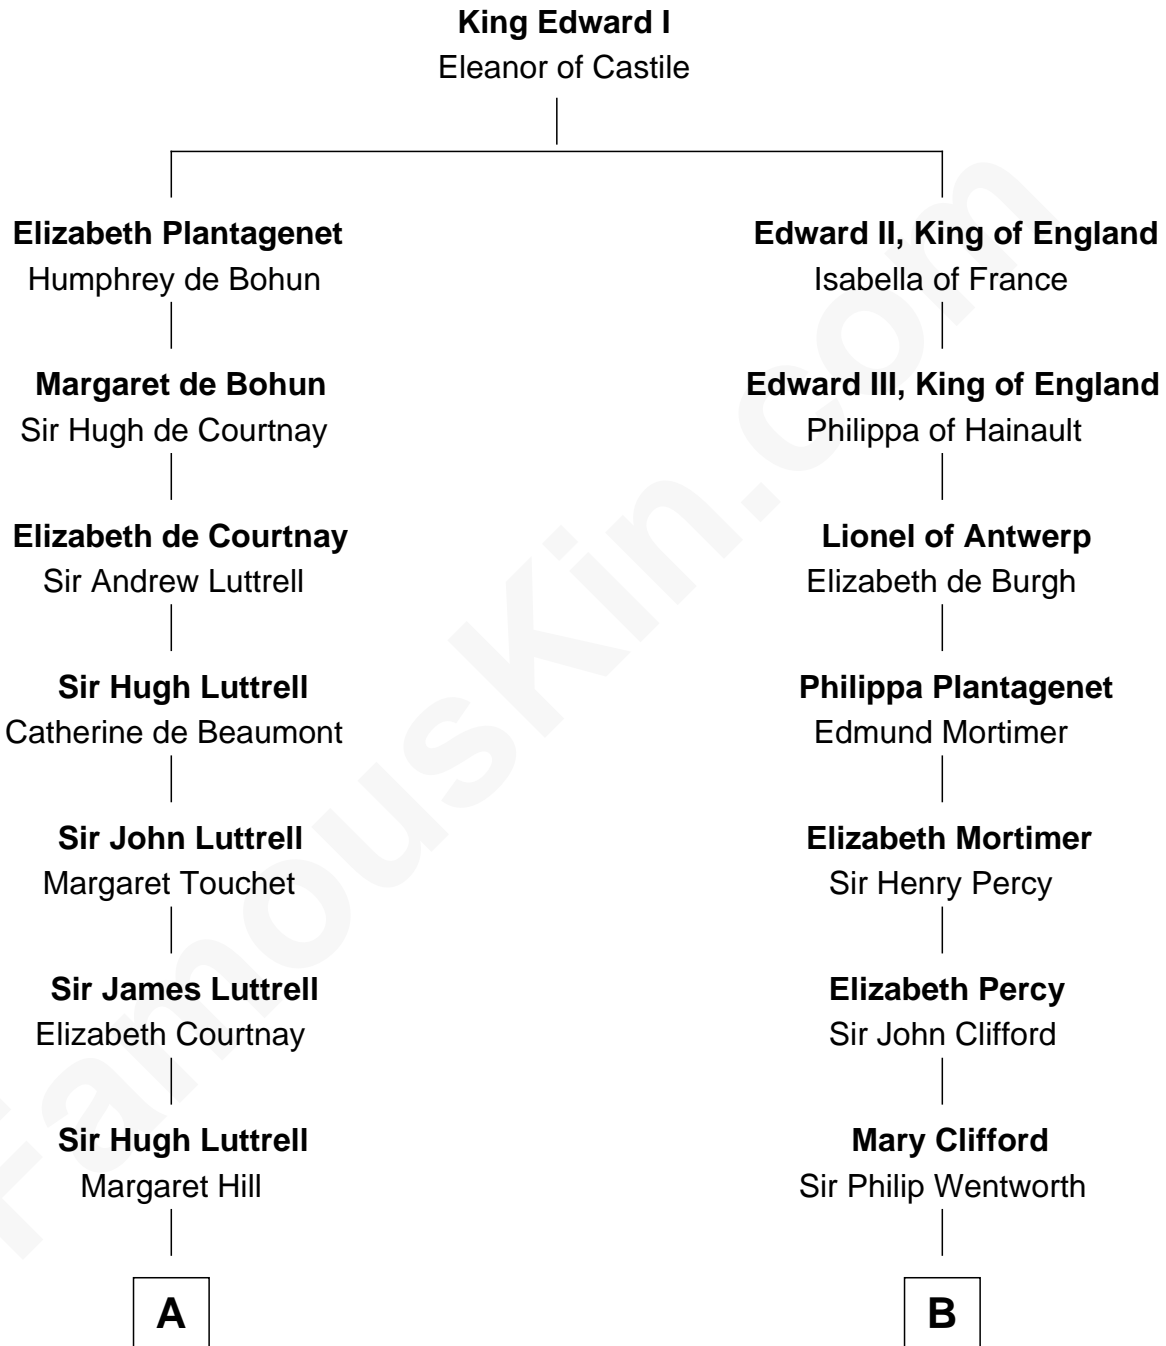 King Edward I
Eleanor of Castile
Elizabeth Plantagenet
Humphrey de Bohun
Margaret de Bohun
Sir Hugh de Courtnay
Elizabeth de Courtnay
Sir Andrew Luttrell
Sir Hugh Luttrell
Catherine de Beaumont
Sir John Luttrell
Margaret Touchet
Sir James Luttrell
Elizabeth Courtnay
Sir Hugh Luttrell
Margaret Hill
A
Edward II, King of England
Isabella of France
Edward III, King of England
Philippa of Hainault
Lionel of Antwerp
Elizabeth de Burgh
Philippa Plantagenet
Edmund Mortimer
Elizabeth Mortimer
Sir Henry Percy
Elizabeth Percy
Sir John Clifford
Mary Clifford
Sir Philip Wentworth
B
FamousKin.com